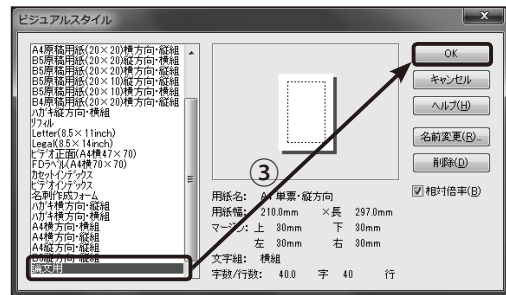 ビジュアルスタイル
A4原稿用紙(20×20)横方向・縦組
B5原稿用紙(20×20)縦方向・横組
B5原稿用紙(20×20)横方向・縦組
B5原稿用紙(20×10)縦方向・横組
B5原稿用紙(20×10)縦方向・縦組
B4原稿用紙(20×20)横方向・縦組
ハガキ縦方向・横組
リフィル
Letter(8.5×11inch)
Legal(8.5×14inch)
ビデオ正面(A4横47×70)
FDラベル(A4横70×70)
カセットインデックス
ビデオインデックス
名刺作成フォーム
ハガキ横方向・縦組
ハガキ横方向・横組
A4横方向・横組
A4横方向・縦組
A4縦方向・縦組
B5縦方向・縦組
論文用
③
用紙名: A4 単票・縦方向
用紙幅: 210.0mm ×長 297.0mm
マージン: 上 30mm 下 30mm
左 30mm 右 30mm
文字組: 横組
字数/行数: 40.0 字 40 行
OK
キャンセル
ヘルプ(H)
名前変更(R)...
削除(D)
相対倍率(B)